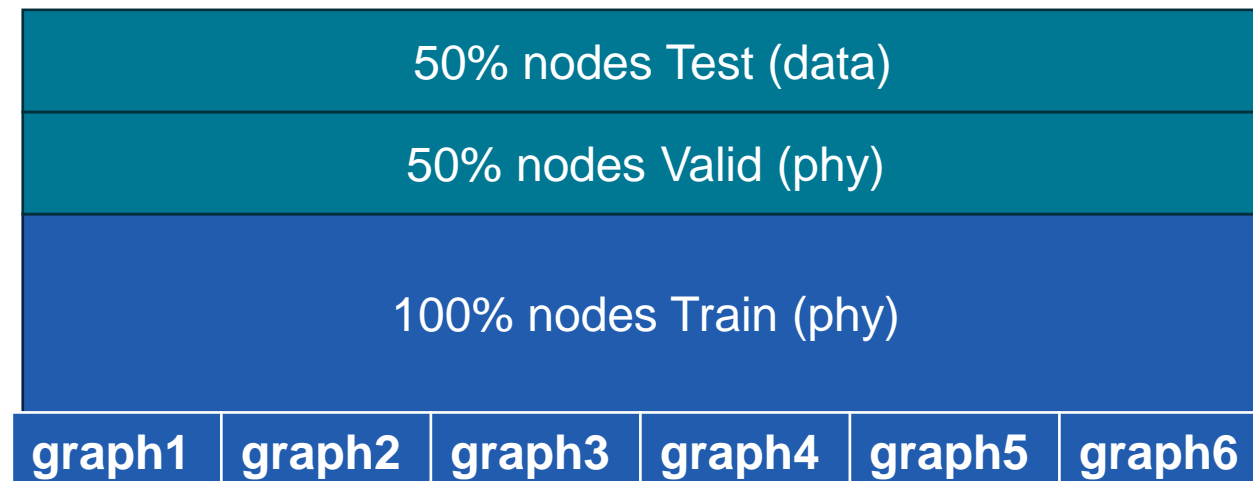 50% nodes Test (data)
50% nodes Valid (phy)
100% nodes Train (phy)
graph1 graph2 graph3 graph4 graph5 graph6